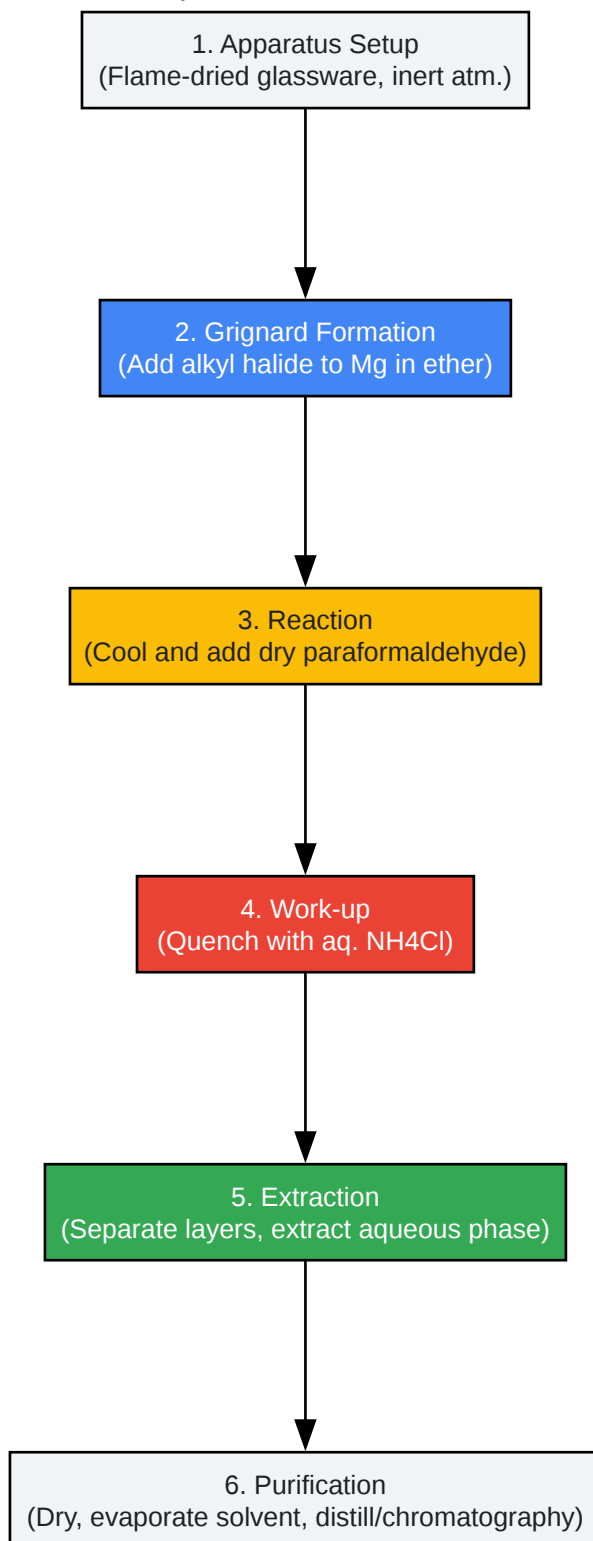 1. Apparatus Setup
(Flame-dried glassware, inert atm.)
2. Grignard Formation
(Add alkyl halide to Mg in ether)
3. Reaction
(Cool and add dry paraformaldehyde)
4. Work-up
(Quench with aq. NH4Cl)
5. Extraction
(Separate layers, extract aqueous phase)
6. Purification
(Dry, evaporate solvent, distill/chromatography)